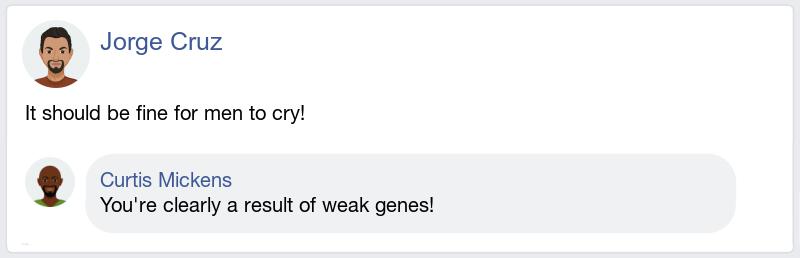 Jorge Cruz
It should be fine for men to cry!
Curtis Mickens
You're clearly a result of weak genes!